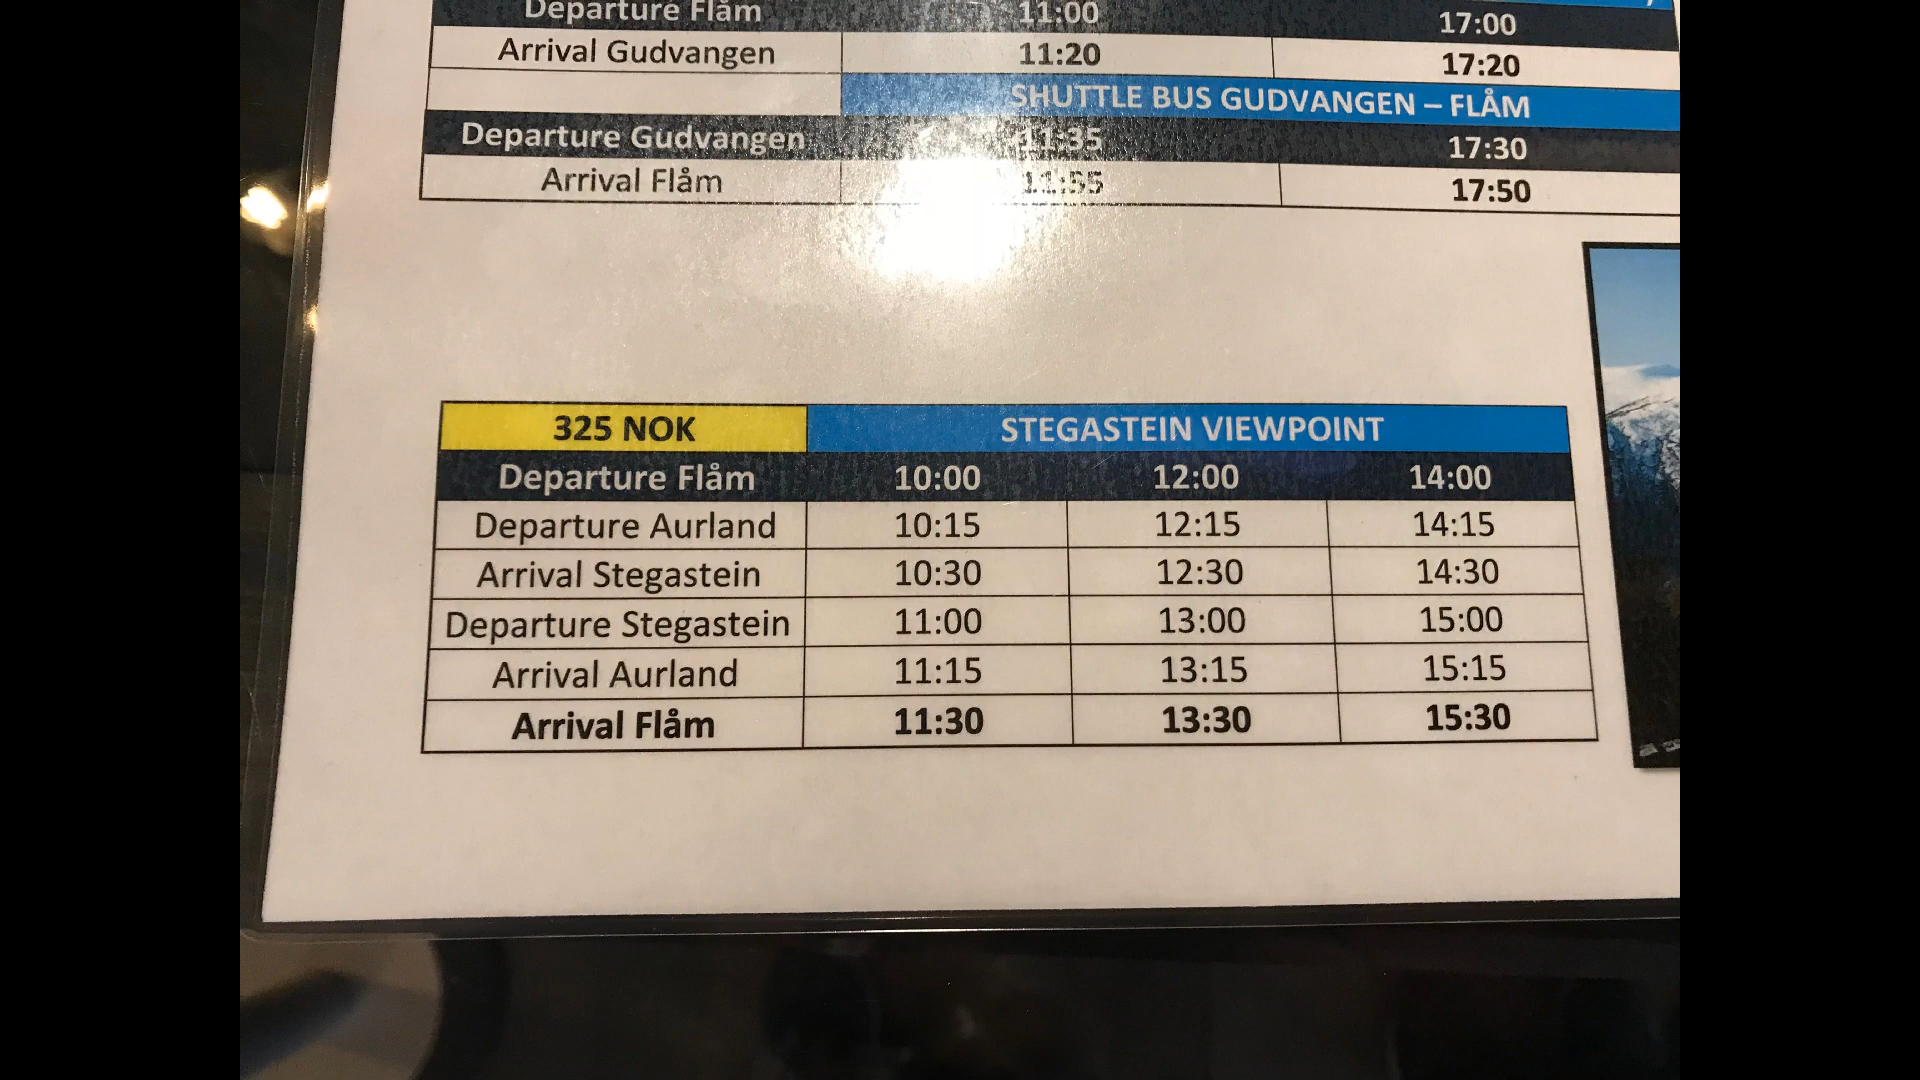 Departure Flåm 11:00 17:00
Arrival Gudvangen 11:20 17:20
SHUTTLE BUS GUDVANGEN – FLÅM
Departure Gudvangen 11:35 17:30
Arrival Flåm 11:55 17:50
325 NOK STEGASTEIN VIEWPOINT
Departure Flåm 10:00 12:00 14:00
Departure Aurland 10:15 12:15 14:15
Arrival Stegastein 10:30 12:30 14:30
Departure Stegastein 11:00 13:00 15:00
Arrival Aurland 11:15 13:15 15:15
Arrival Flåm 11:30 13:30 15:30